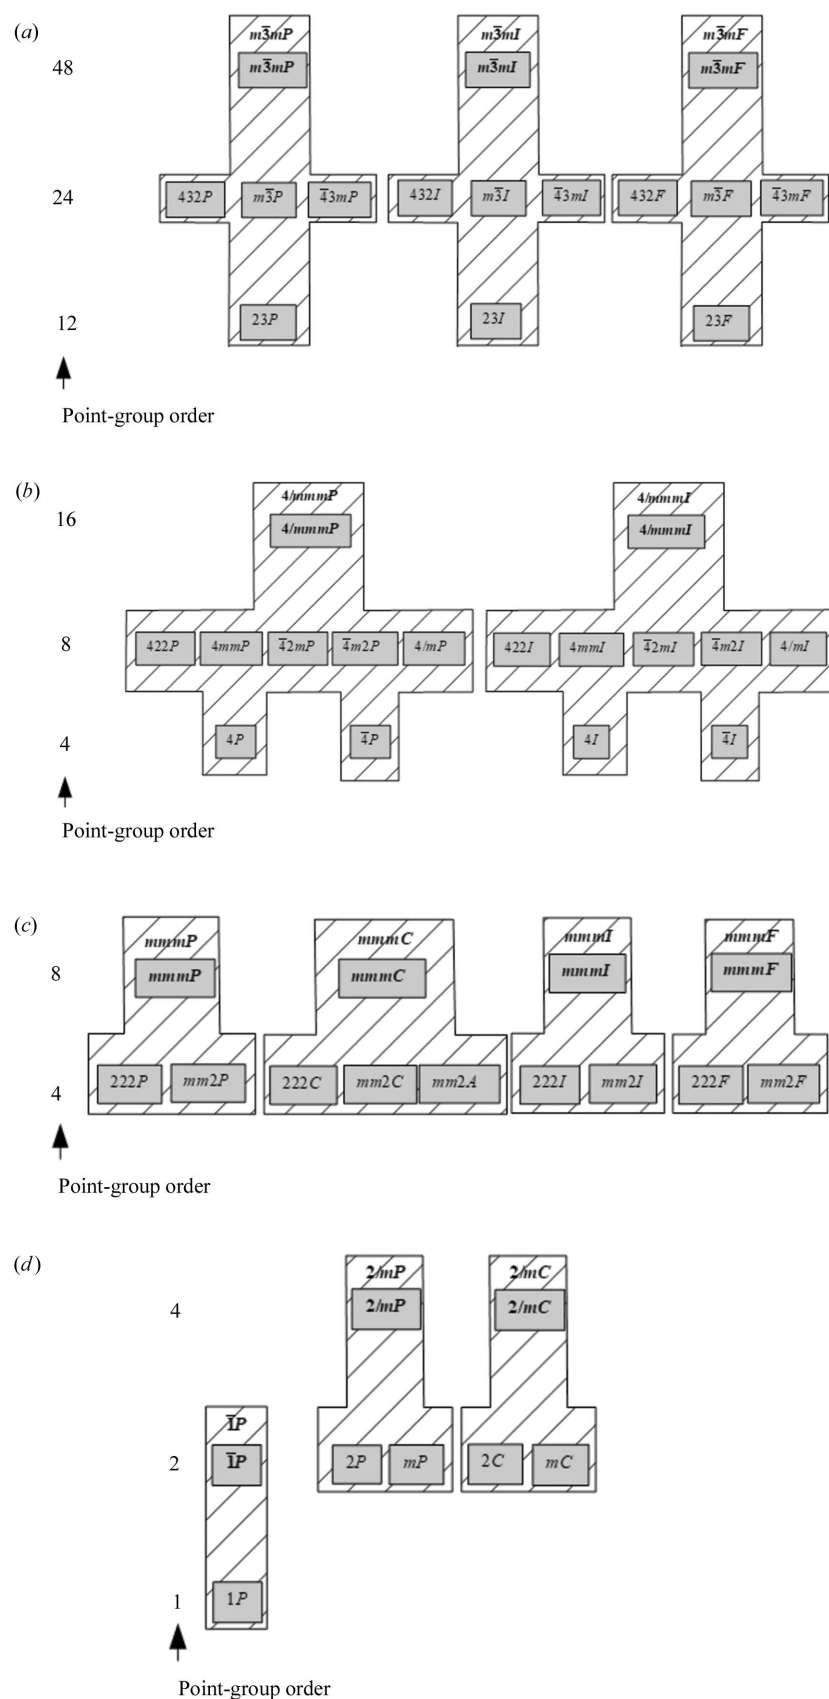 (a)
m3̅mP m3̅mI m3̅mF
48 m3̅mP m3̅mI m3̅mF
24 432P m3̅P 4̅3mP 432I m3̅I 4̅3mI 432F m3̅F 4̅3mF
12 23P 23I 23F
Point-group order
(b)
4/mmmP 4/mmmI
16 4/mmmP 4/mmmI
8 422P 4mmP 4̅2mP 4̅m2P 4/mP 422I 4mmI 4̅2mI 4̅m2I 4/mI
4 4P 4̅P 4I 4̅I
Point-group order
(c)
mmmP mmmC mmmI mmmF
8 mmmP mmmC mmmI mmmF
4 222P mm2P 222C mm2C mm2A 222I mm2I 222F mm2F
Point-group order
(d)
2/mP 2/mC
4 2/mP 2/mC
1̅P
2 1̅P 2P mP 2C mC
1 1P
Point-group order